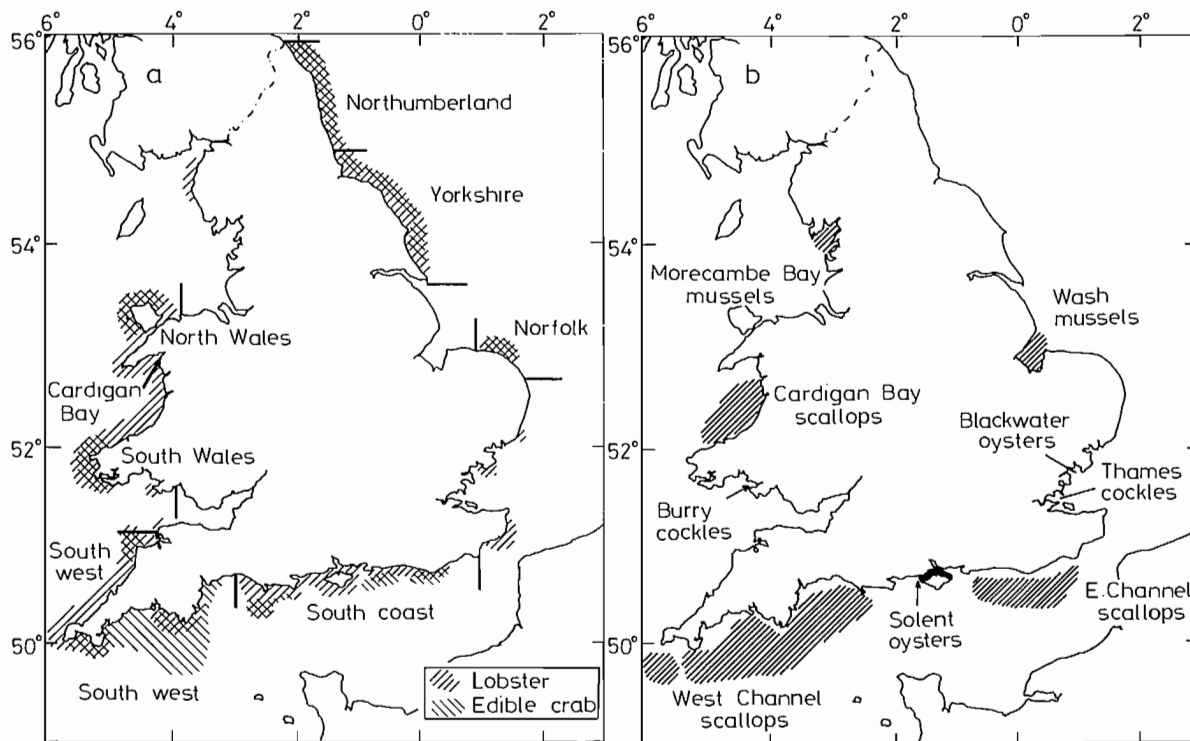 6° 4° 2° 0° 2°
56°
a
Northumberland
Yorkshire
54°
Norfolk
North Wales
Cardigan
Bay
52°
South Wales
South
west
South coast
50°
South west
Lobster
Edible crab
6° 4° 2° 0° 2°
56°
b
54°
Morecambe Bay
mussels
Wash
mussels
Cardigan Bay
scallops
Blackwater
oysters
52°
Thames
cockles
Burry
cockles
E. Channel
scallops
Solent
oysters
50°
West Channel
scallops